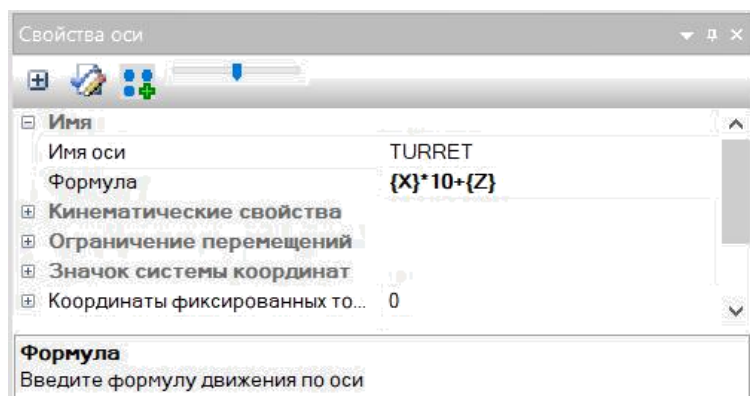 Свойства оси
Имя
Имя оси TURRET
Формула {X}*10+{Z}
Кинематические свойства
Ограничение перемещений
Значок системы координат
Координаты фиксированных то... 0
Формула
Введите формулу движения по оси